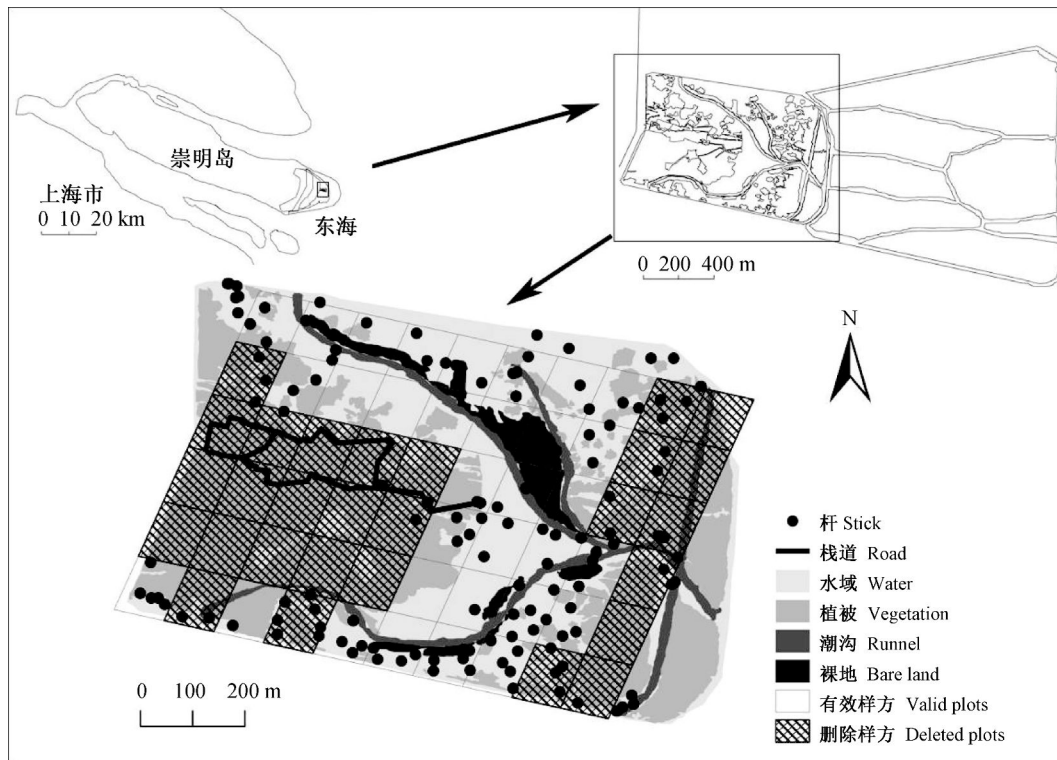 崇明岛
上海市
0 10 20 km
东海
0 200 400 m
N
0 100 200 m
杆 Stick
栈道 Road
水域 Water
植被 Vegetation
潮沟 Runnel
裸地 Bare land
有效样方 Valid plots
删除样方 Deleted plots